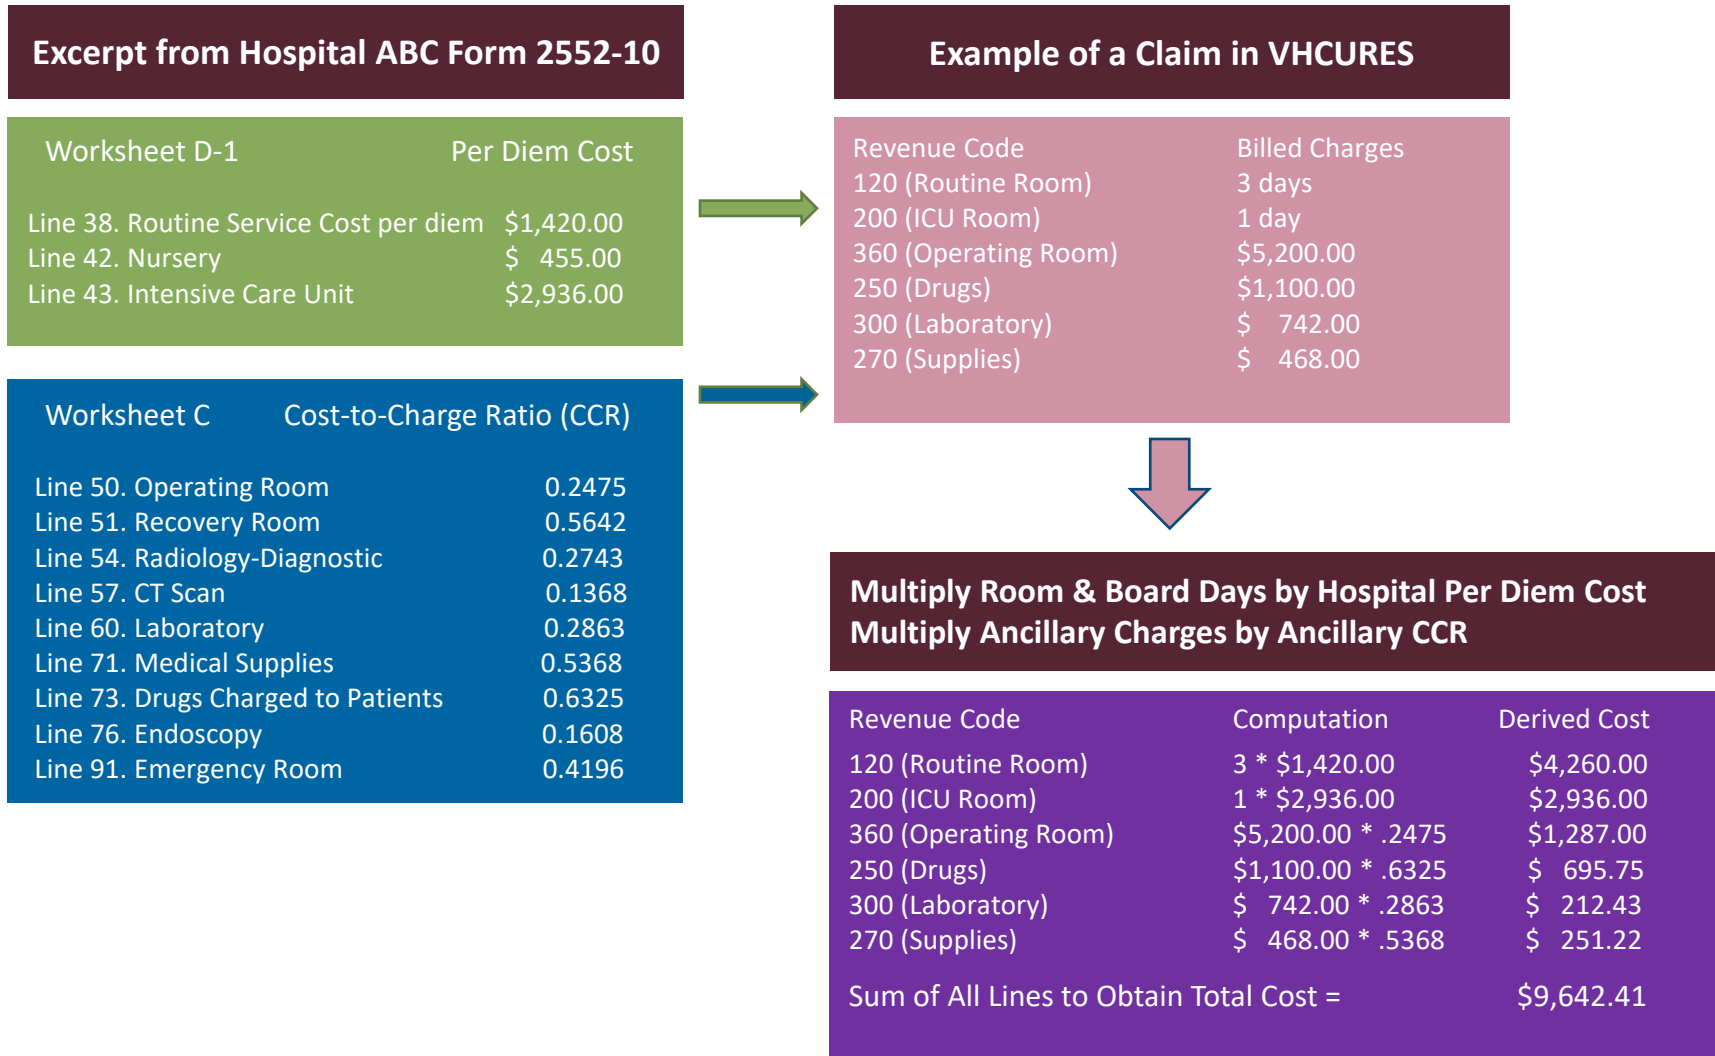 Excerpt from Hospital ABC Form 2552-10
Worksheet D-1 Per Diem Cost
Line 38. Routine Service Cost per diem $1,420.00
Line 42. Nursery $ 455.00
Line 43. Intensive Care Unit $2,936.00
Worksheet C Cost-to-Charge Ratio (CCR)
Line 50. Operating Room 0.2475
Line 51. Recovery Room 0.5642
Line 54. Radiology-Diagnostic 0.2743
Line 57. CT Scan 0.1368
Line 60. Laboratory 0.2863
Line 71. Medical Supplies 0.5368
Line 73. Drugs Charged to Patients 0.6325
Line 76. Endoscopy 0.1608
Line 91. Emergency Room 0.4196
Example of a Claim in VHCURES
Revenue Code Billed Charges
120 (Routine Room) 3 days
200 (ICU Room) 1 day
360 (Operating Room) $5,200.00
250 (Drugs) $1,100.00
300 (Laboratory) $ 742.00
270 (Supplies) $ 468.00
Multiply Room & Board Days by Hospital Per Diem Cost
Multiply Ancillary Charges by Ancillary CCR
Revenue Code Computation Derived Cost
120 (Routine Room) 3 * $1,420.00 $4,260.00
200 (ICU Room) 1 * $2,936.00 $2,936.00
360 (Operating Room) $5,200.00 * .2475 $1,287.00
250 (Drugs) $1,100.00 * .6325 $ 695.75
300 (Laboratory) $ 742.00 * .2863 $ 212.43
270 (Supplies) $ 468.00 * .5368 $ 251.22
Sum of All Lines to Obtain Total Cost = $9,642.41